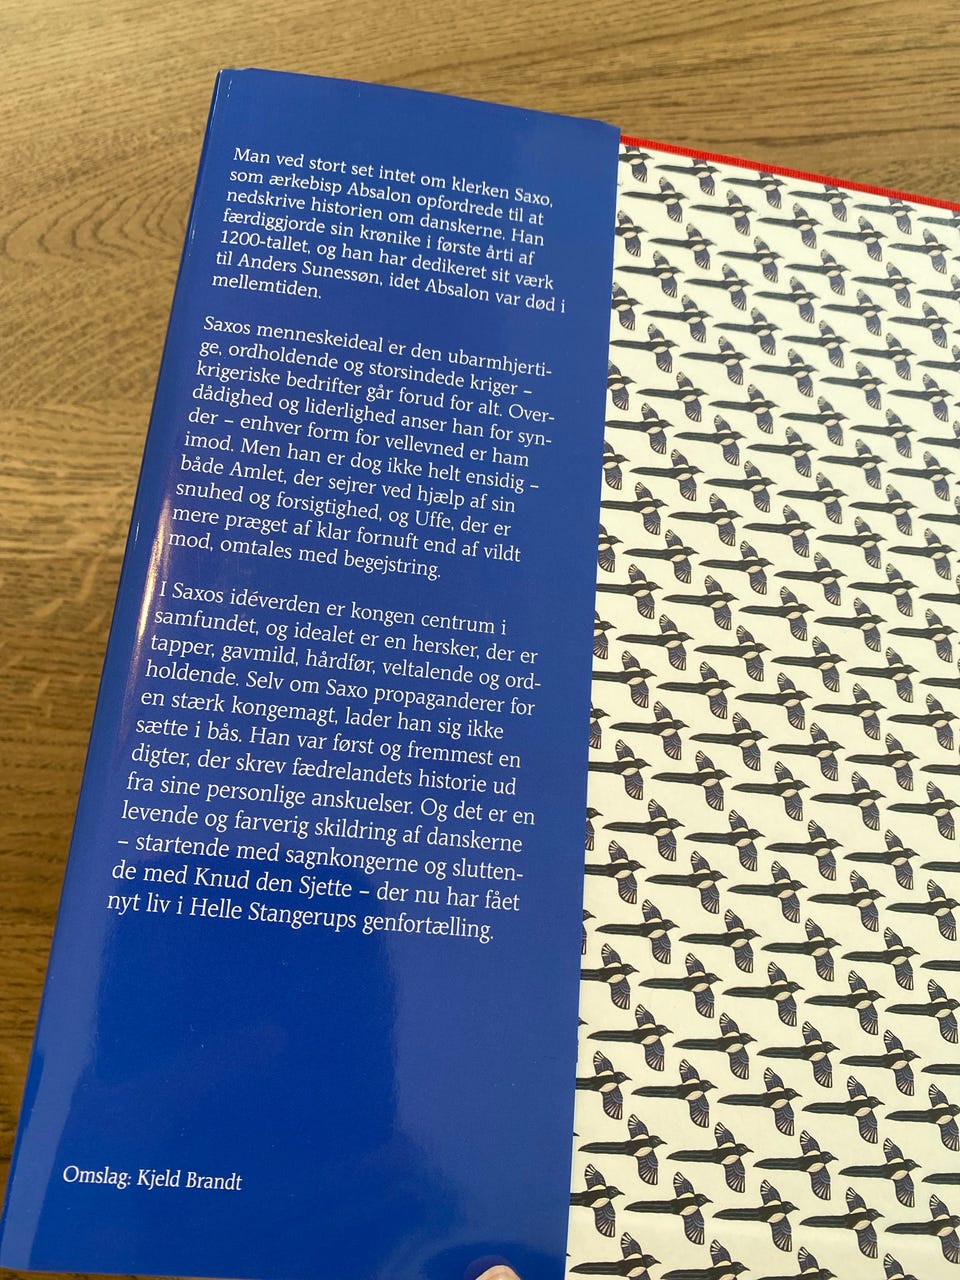 Man ved stort set intet om klerken Saxo,
som ærkebisp Absalon opfordrede til at
nedskrive historien om danskerne. Han
færdiggjorde sin krønike i første årti af
1200-tallet, og han har dedikeret sit værk
til Anders Sunessøn, idet Absalon var død i
mellemtiden.
Saxos menneskeideal er den ubarmhjerti-
ge, ordholdende og storsindede kriger –
krigeriske bedrifter går forud for alt. Over-
dådighed og liderlighed anser han for syn-
der – enhver form for vellevned er ham
imod. Men han er dog ikke helt ensidig –
både Amlet, der sejrer ved hjælp af sin
snuhed og forsigtighed, og Uffe, der er
mere præget af klar fornuft end af vildt
mod, omtales med begejstring.
I Saxos idéverden er kongen centrum i
samfundet, og idealet er en hersker, der er
tapper, gavmild, hårdfør, veltalende og ord-
holdende. Selv om Saxo propaganderer for
en stærk kongemagt, lader han sig ikke
sætte i bås. Han var først og fremmest en
digter, der skrev fædrelandets historie ud
fra sine personlige anskuelser. Og det er en
levende og farverig skildring af danskerne
– startende med sagnkongerne og slutten-
de med Knud den Sjette – der nu har fået
nyt liv i Helle Stangerups genfortælling.
Omslag: Kjeld Brandt